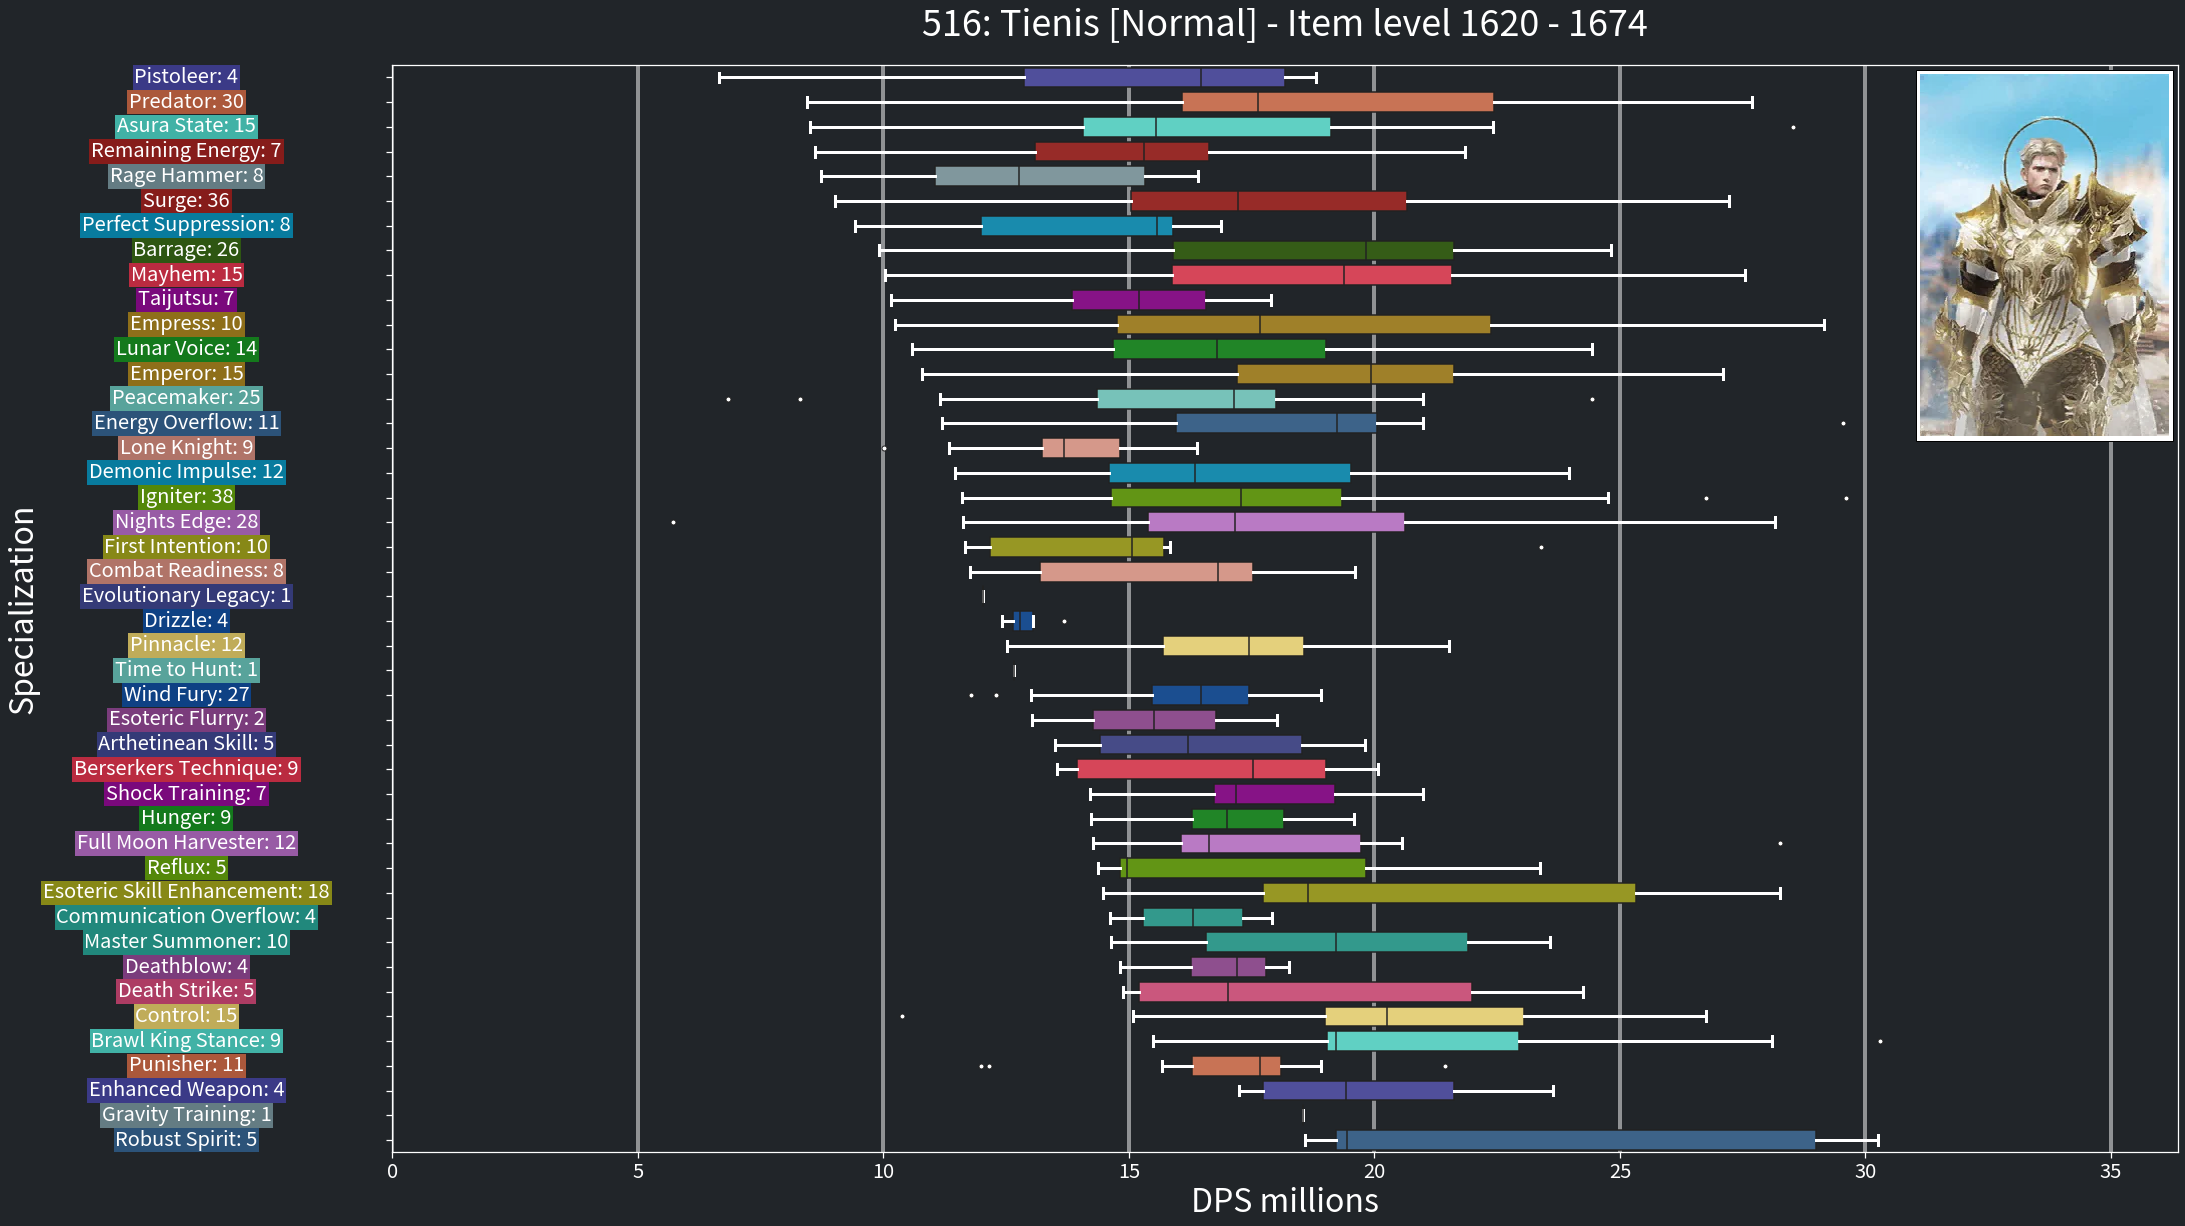 516: Tienis [Normal] - Item level 1620 - 1674
Pistoleer: 4
Predator: 30
Asura State: 15
Remaining Energy: 7
Rage Hammer: 8
Surge: 36
Perfect Suppression: 8
Barrage: 26
Mayhem: 15
Taijutsu: 7
Empress: 10
Lunar Voice: 14
Emperor: 15
Peacemaker: 25
Energy Overflow: 11
Lone Knight: 9
Demonic Impulse: 12
Igniter: 38
Nights Edge: 28
First Intention: 10
Combat Readiness: 8
Evolutionary Legacy: 1
Drizzle: 4
Pinnacle: 12
Time to Hunt: 1
Wind Fury: 27
Esoteric Flurry: 2
Arthetinean Skill: 5
Berserkers Technique: 9
Shock Training: 7
Hunger: 9
Full Moon Harvester: 12
Reflux: 5
Esoteric Skill Enhancement: 18
Communication Overflow: 4
Master Summoner: 10
Deathblow: 4
Death Strike: 5
Control: 15
Brawl King Stance: 9
Punisher: 11
Enhanced Weapon: 4
Gravity Training: 1
Robust Spirit: 5
Specialization
0 5 10 15 20 25 30 35
DPS millions